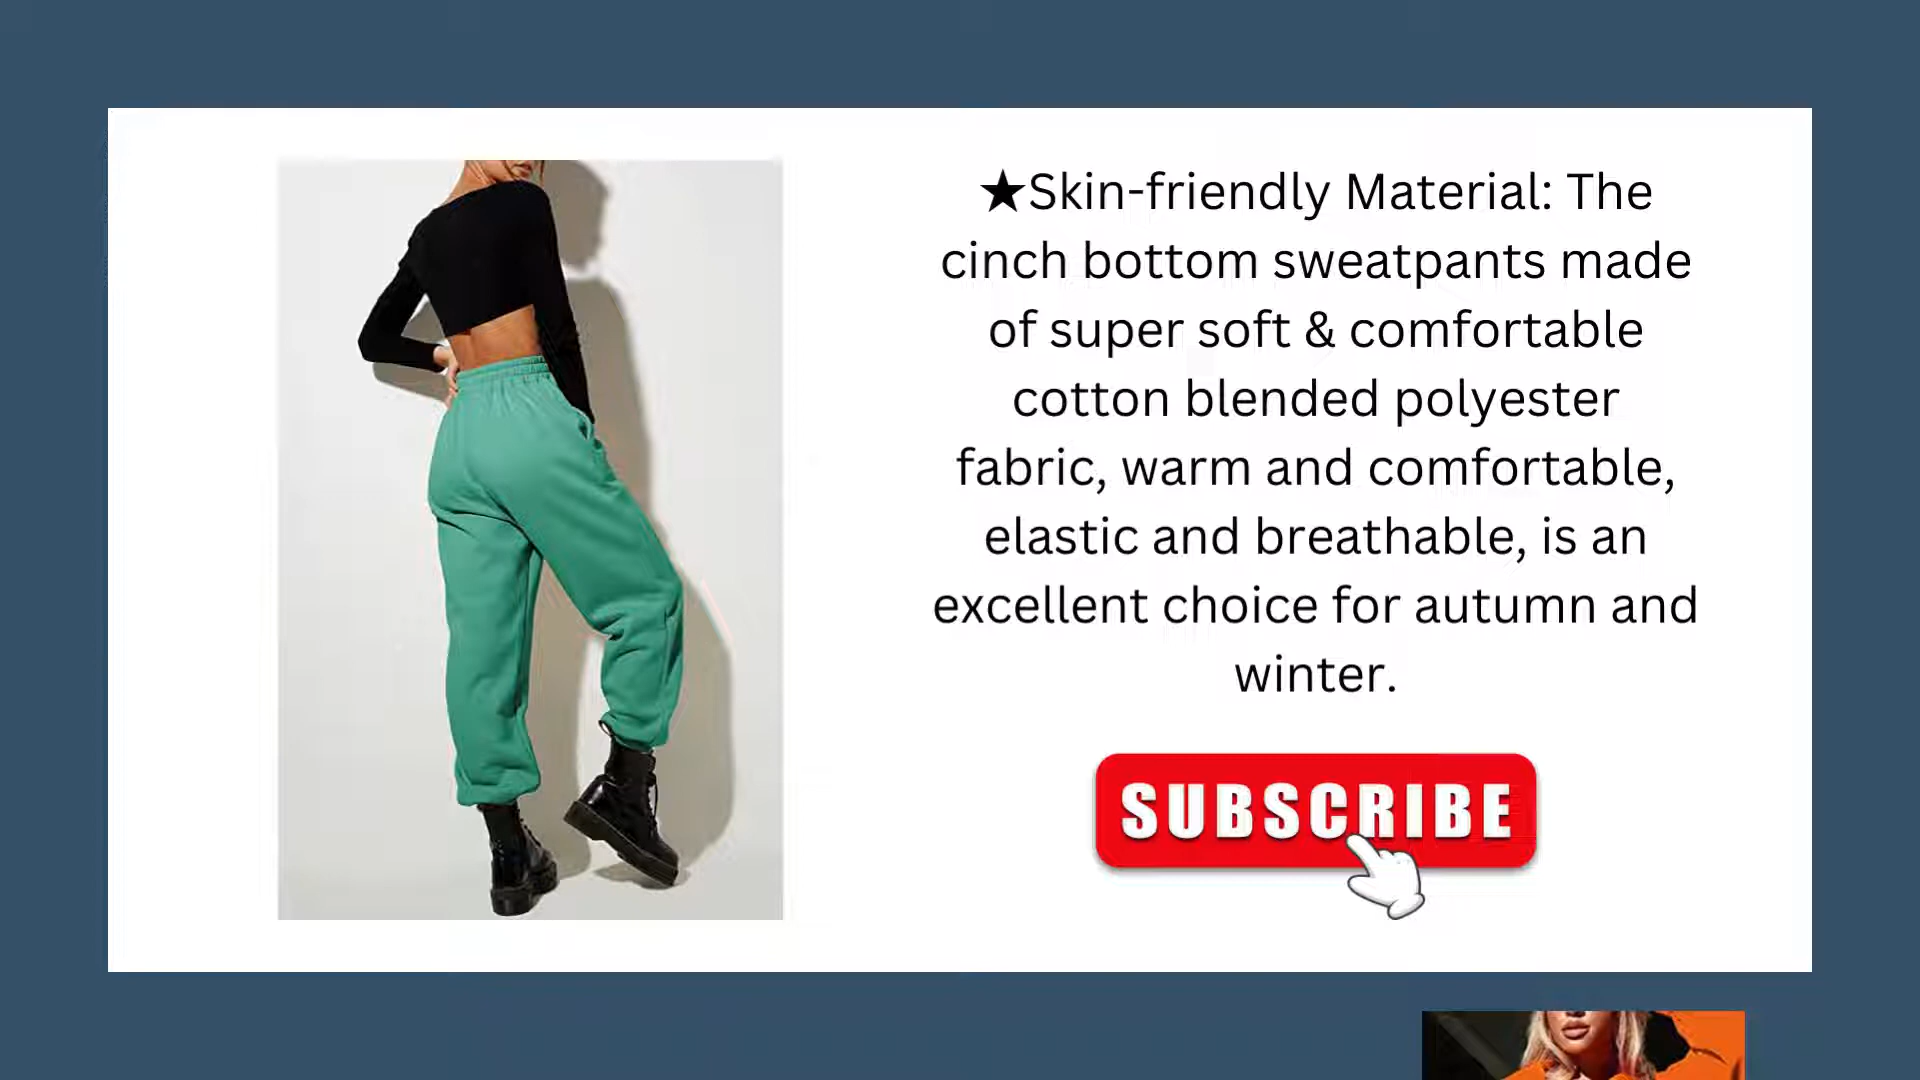 ★Skin-friendly Material: The
cinch bottom sweatpants made
of super soft & comfortable
cotton blended polyester
fabric, warm and comfortable,
elastic and breathable, is an
excellent choice for autumn and
winter.
SUBSCRIBE